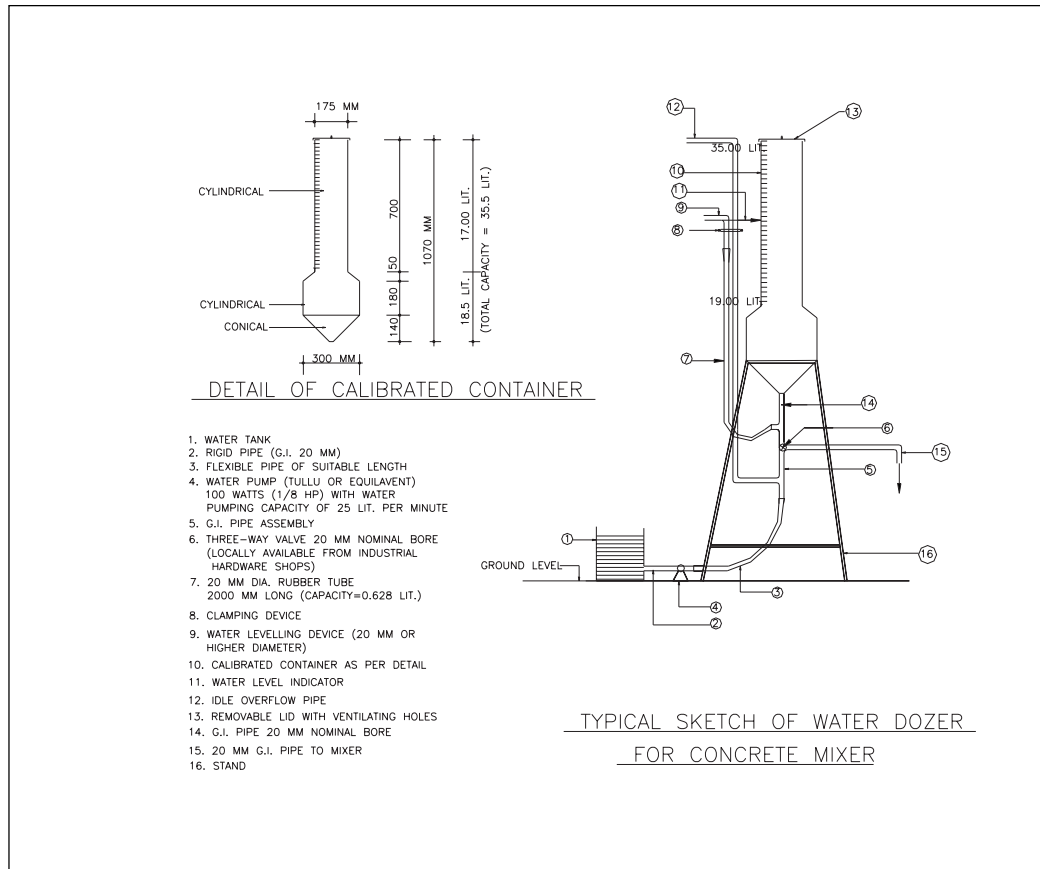 175 MM
CYLINDRICAL
CYLINDRICAL
CONICAL
300 MM
700
50
180
140
1070 MM
17.00 LIT.
18.5 LIT.
(TOTAL CAPACITY = 35.5 LIT.)
DETAIL OF CALIBRATED CONTAINER
1. WATER TANK
2. RIGID PIPE (G.I. 20 MM)
3. FLEXIBLE PIPE OF SUITABLE LENGTH
4. WATER PUMP (TULLU OR EQUILAVENT)
100 WATTS (1/8 HP) WITH WATER
PUMPING CAPACITY OF 25 LIT. PER MINUTE
5. G.I. PIPE ASSEMBLY
6. THREE-WAY VALVE 20 MM NOMINAL BORE
(LOCALLY AVAILABLE FROM INDUSTRIAL
HARDWARE SHOPS)
7. 20 MM DIA. RUBBER TUBE
2000 MM LONG (CAPACITY=0.628 LIT.)
8. CLAMPING DEVICE
9. WATER LEVELLING DEVICE (20 MM OR
HIGHER DIAMETER)
10. CALIBRATED CONTAINER AS PER DETAIL
11. WATER LEVEL INDICATOR
12. IDLE OVERFLOW PIPE
13. REMOVABLE LID WITH VENTILATING HOLES
14. G.I. PIPE 20 MM NOMINAL BORE
15. 20 MM G.I. PIPE TO MIXER
16. STAND
12
13
35.00 LIT.
10
11
9
8
19.00 LIT.
7
14
6
15
5
1
GROUND LEVEL
16
3
4
2
TYPICAL SKETCH OF WATER DOZER
FOR CONCRETE MIXER